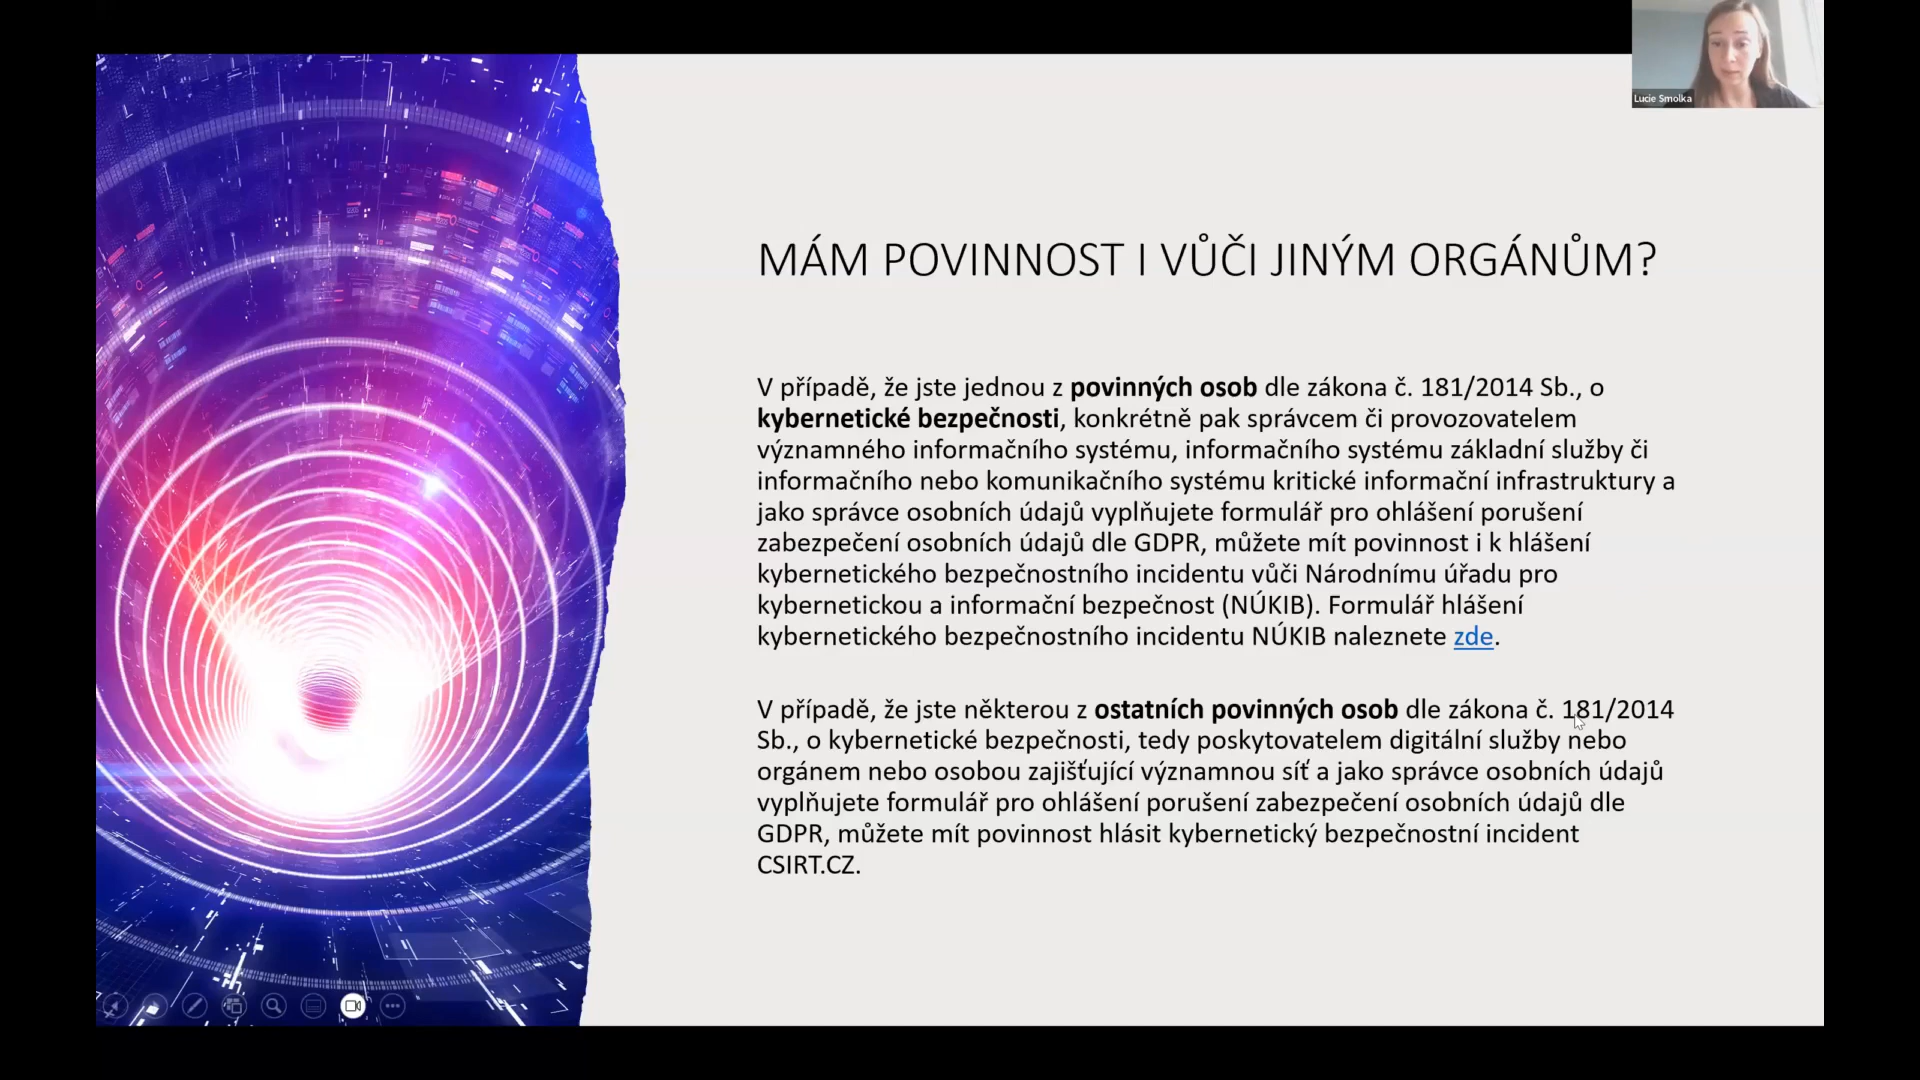 Lucie Smolka
MÁM POVINNOST I VŮČI JINÝM ORGÁNŮM?
V případě, že jste jednou z povinných osob dle zákona č. 181/2014 Sb., o
kybernetické bezpečnosti, konkrétně pak správcem či provozovatelem
významného informačního systému, informačního systému základní služby či
informačního nebo komunikačního systému kritické informační infrastruktury a
jako správce osobních údajů vyplňujete formulář pro ohlášení porušení
zabezpečení osobních údajů dle GDPR, můžete mít povinnost i k hlášení
kybernetického bezpečnostního incidentu vůči Národnímu úřadu pro
kybernetickou a informační bezpečnost (NÚKIB). Formulář hlášení
kybernetického bezpečnostního incidentu NÚKIB naleznete zde.
V případě, že jste některou z ostatních povinných osob dle zákona č. 181/2014
Sb., o kybernetické bezpečnosti, tedy poskytovatelem digitální služby nebo
orgánem nebo osobou zajišťující významnou síť a jako správce osobních údajů
vyplňujete formulář pro ohlášení porušení zabezpečení osobních údajů dle
GDPR, můžete mít povinnost hlásit kybernetický bezpečnostní incident
CSIRT.CZ.